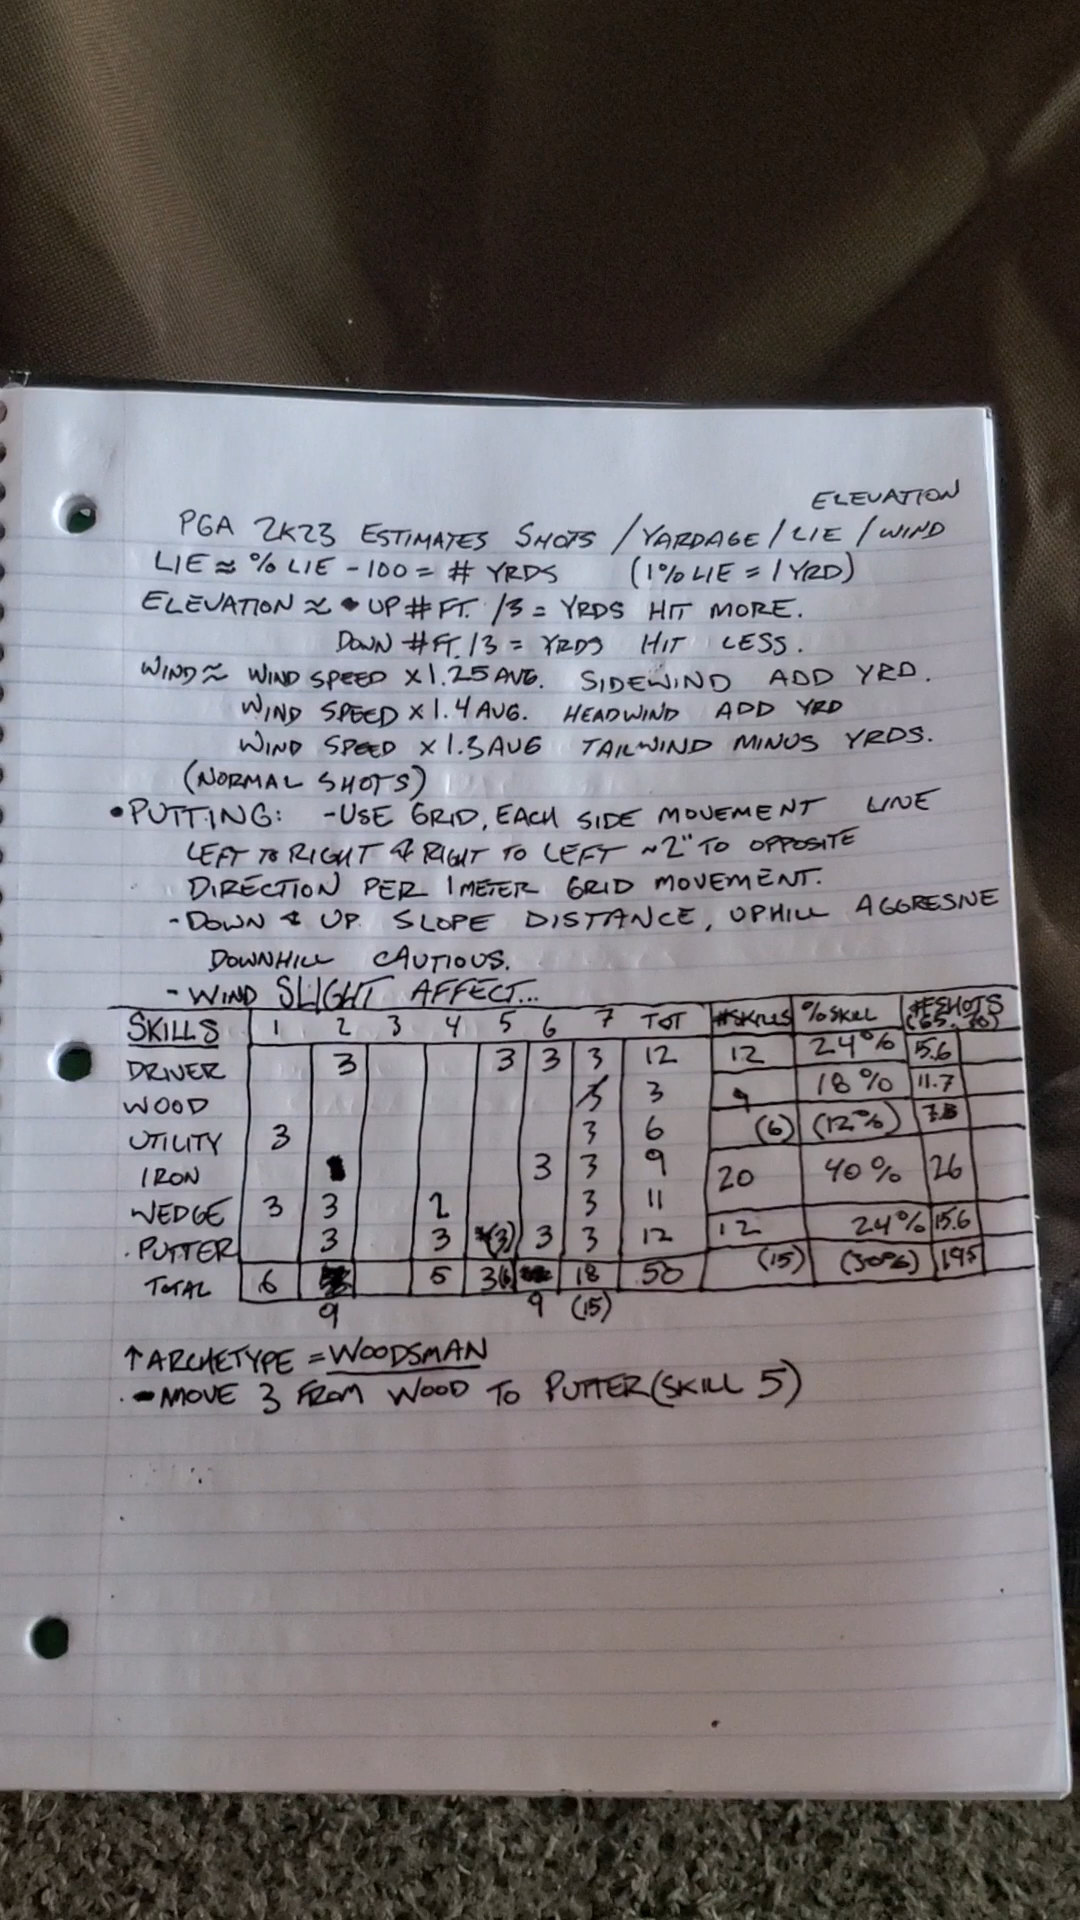 ELEVATION
PGA 2K23 ESTIMATES SHOTS / YARDAGE / LIE / WIND
LIE ≈ % LIE - 100 = # YRDS (1% LIE = 1 YRD)
ELEVATION ≈ UP # FT. /3 = YRDS HIT MORE.
DOWN # FT. /3 = YRDS HIT LESS.
WIND ≈ WIND SPEED X 1.25 AVG. SIDEWIND ADD YRD.
WIND SPEED X 1.4 AVG. HEADWIND ADD YRD
WIND SPEED X 1.3 AVG TAILWIND MINUS YRDS.
(NORMAL SHOTS)
• PUTTING: - USE GRID, EACH SIDE MOVEMENT LINE
LEFT TO RIGHT & RIGHT TO LEFT ~2" TO OPPOSITE
DIRECTION PER 1 METER GRID MOVEMENT.
- DOWN & UP SLOPE DISTANCE, UPHILL AGGRESIVE
DOWNHILL CAUTIOUS.
- WIND SLIGHT AFFECT...
SKILLS 1 2 3 4 5 6 7 TOT #SKILLS % SKILL # SHOTS
DRIVER 3 3 3 3 12 12 24% 15.6
WOOD 3 3 9 18% 11.7
UTILITY 3 3 6 (6) (12%) 7.8
IRON 3 3 9 20 40% 26
WEDGE 3 3 2 3 11
. PUTTER 3 3 (3) 3 3 12 12 24% 15.6
(15) (30%) 19.5
TOTAL 6 5 3(6) 18 50
9 9 (15)
↑ ARCHETYPE = WOODSMAN
. - MOVE 3 FROM WOOD TO PUTTER (SKILL 5)